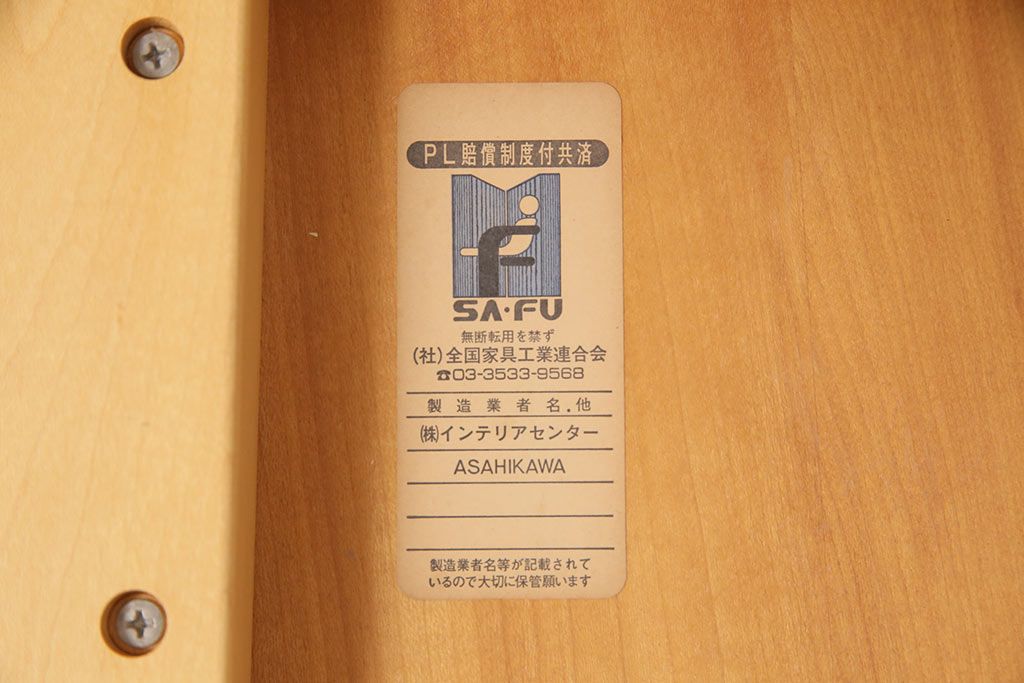 PL賠償制度付共済
SA・FU
無断転用を禁ず
(社)全国家具工業連合会
☎03-3533-9568
製造業者名.他
(株)インテリアセンター
ASAHIKAWA
製造業者名等が記載されて
いるので大切に保管願います